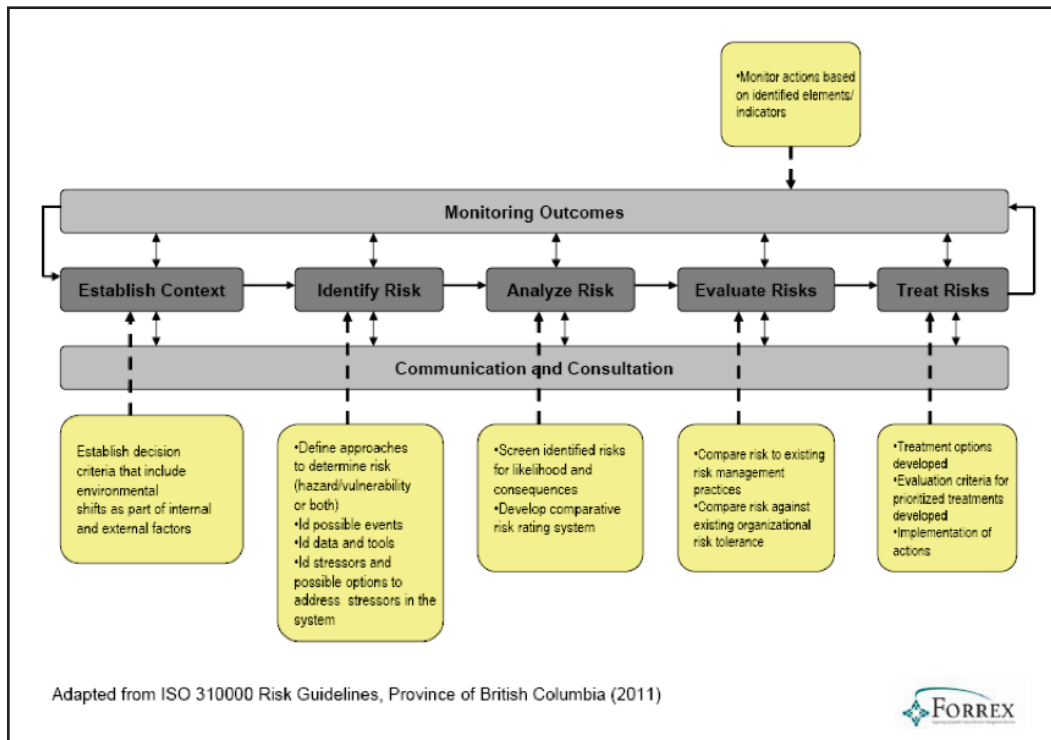 •Monitor actions based
on identified elements/
indicators
Monitoring Outcomes
Establish Context
Identify Risk
Analyze Risk
Evaluate Risks
Treat Risks
Communication and Consultation
Establish decision
criteria that include
environmental
shifts as part of internal
and external factors
•Define approaches
to determine risk
(hazard/vulnerability
or both)
•Id possible events
•Id data and tools
•Id stressors and
possible options to
address stressors in the
system
•Screen identified risks
for likelihood and
consequences
•Develop comparative
risk rating system
•Compare risk to existing
risk management
practices
•Compare risk against
existing organizational
risk tolerance
•Treatment options
developed
•Evaluation criteria for
prioritized treatments
developed
•Implementation of
actions
Adapted from ISO 310000 Risk Guidelines, Province of British Columbia (2011)
FORREX